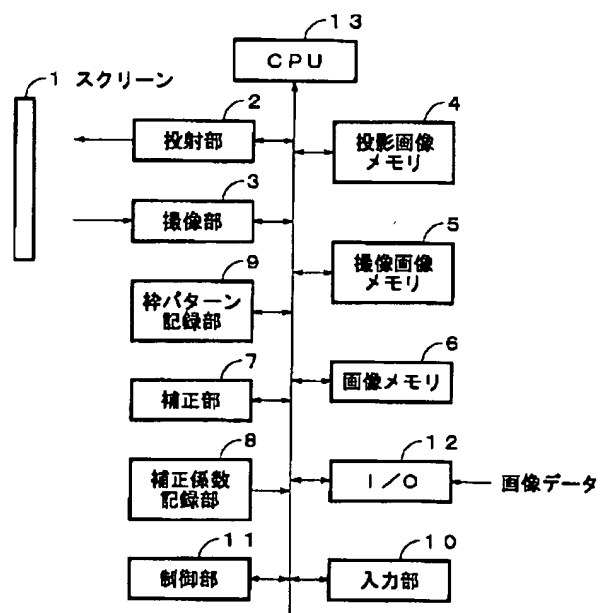 13
CPU
1 スクリーン
2
投射部
4
投影画像
メモリ
3
撮像部
5
撮像画像
メモリ
9
枠パターン
記録部
6
画像メモリ
7
補正部
8
補正係数
記録部
12
I/O
画像データ
11
制御部
10
入力部